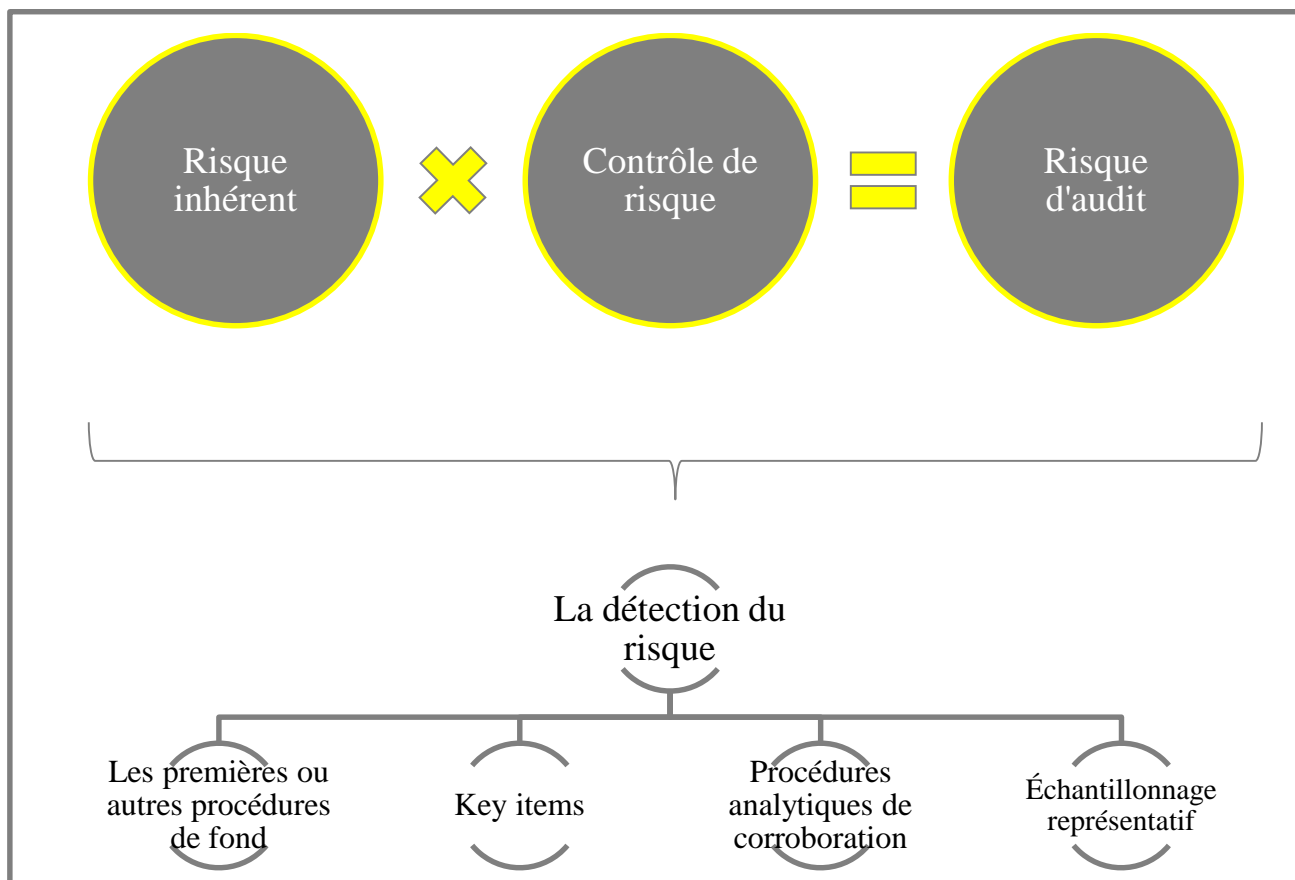 Risque
inhérent
Contrôle de
risque
Risque
d'audit
La détection du
risque
Les premières ou
autres procédures
de fond
Key items
Procédures
analytiques de
corroboration
Échantillonnage
représentatif